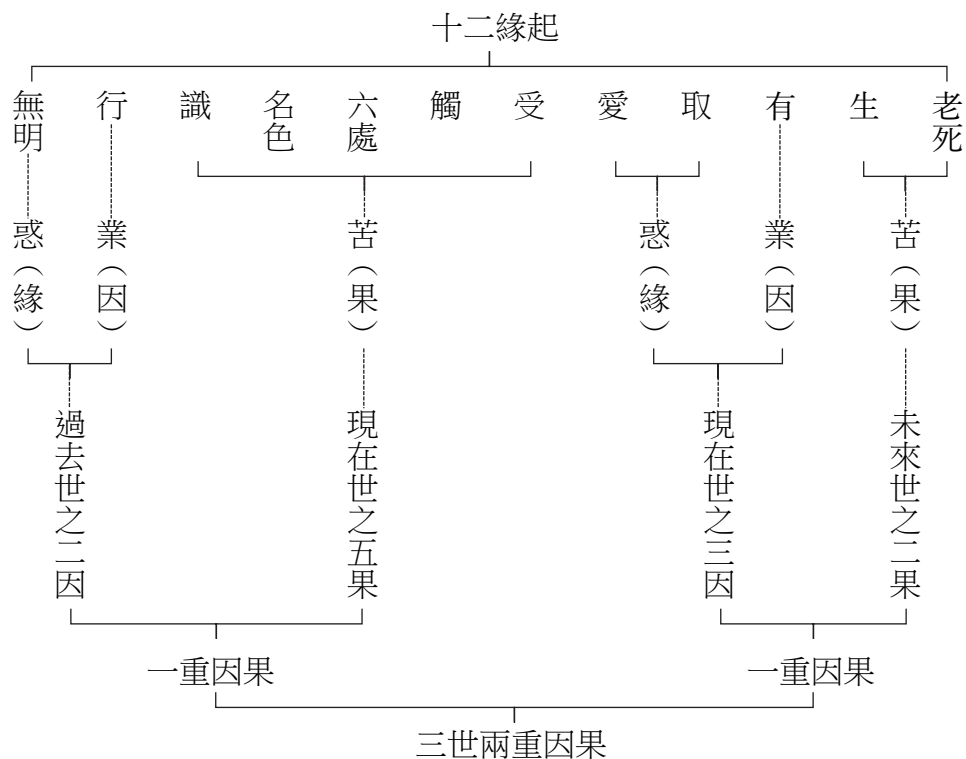 十二緣起
無明 行 識 名色 六處 觸 受 愛 取 有 生 老死
惑（緣） 業（因） 苦（果） 惑（緣） 業（因） 苦（果）
過去世之二因 現在世之五果 現在世之三因 未來世之二果
一重因果 一重因果
三世兩重因果